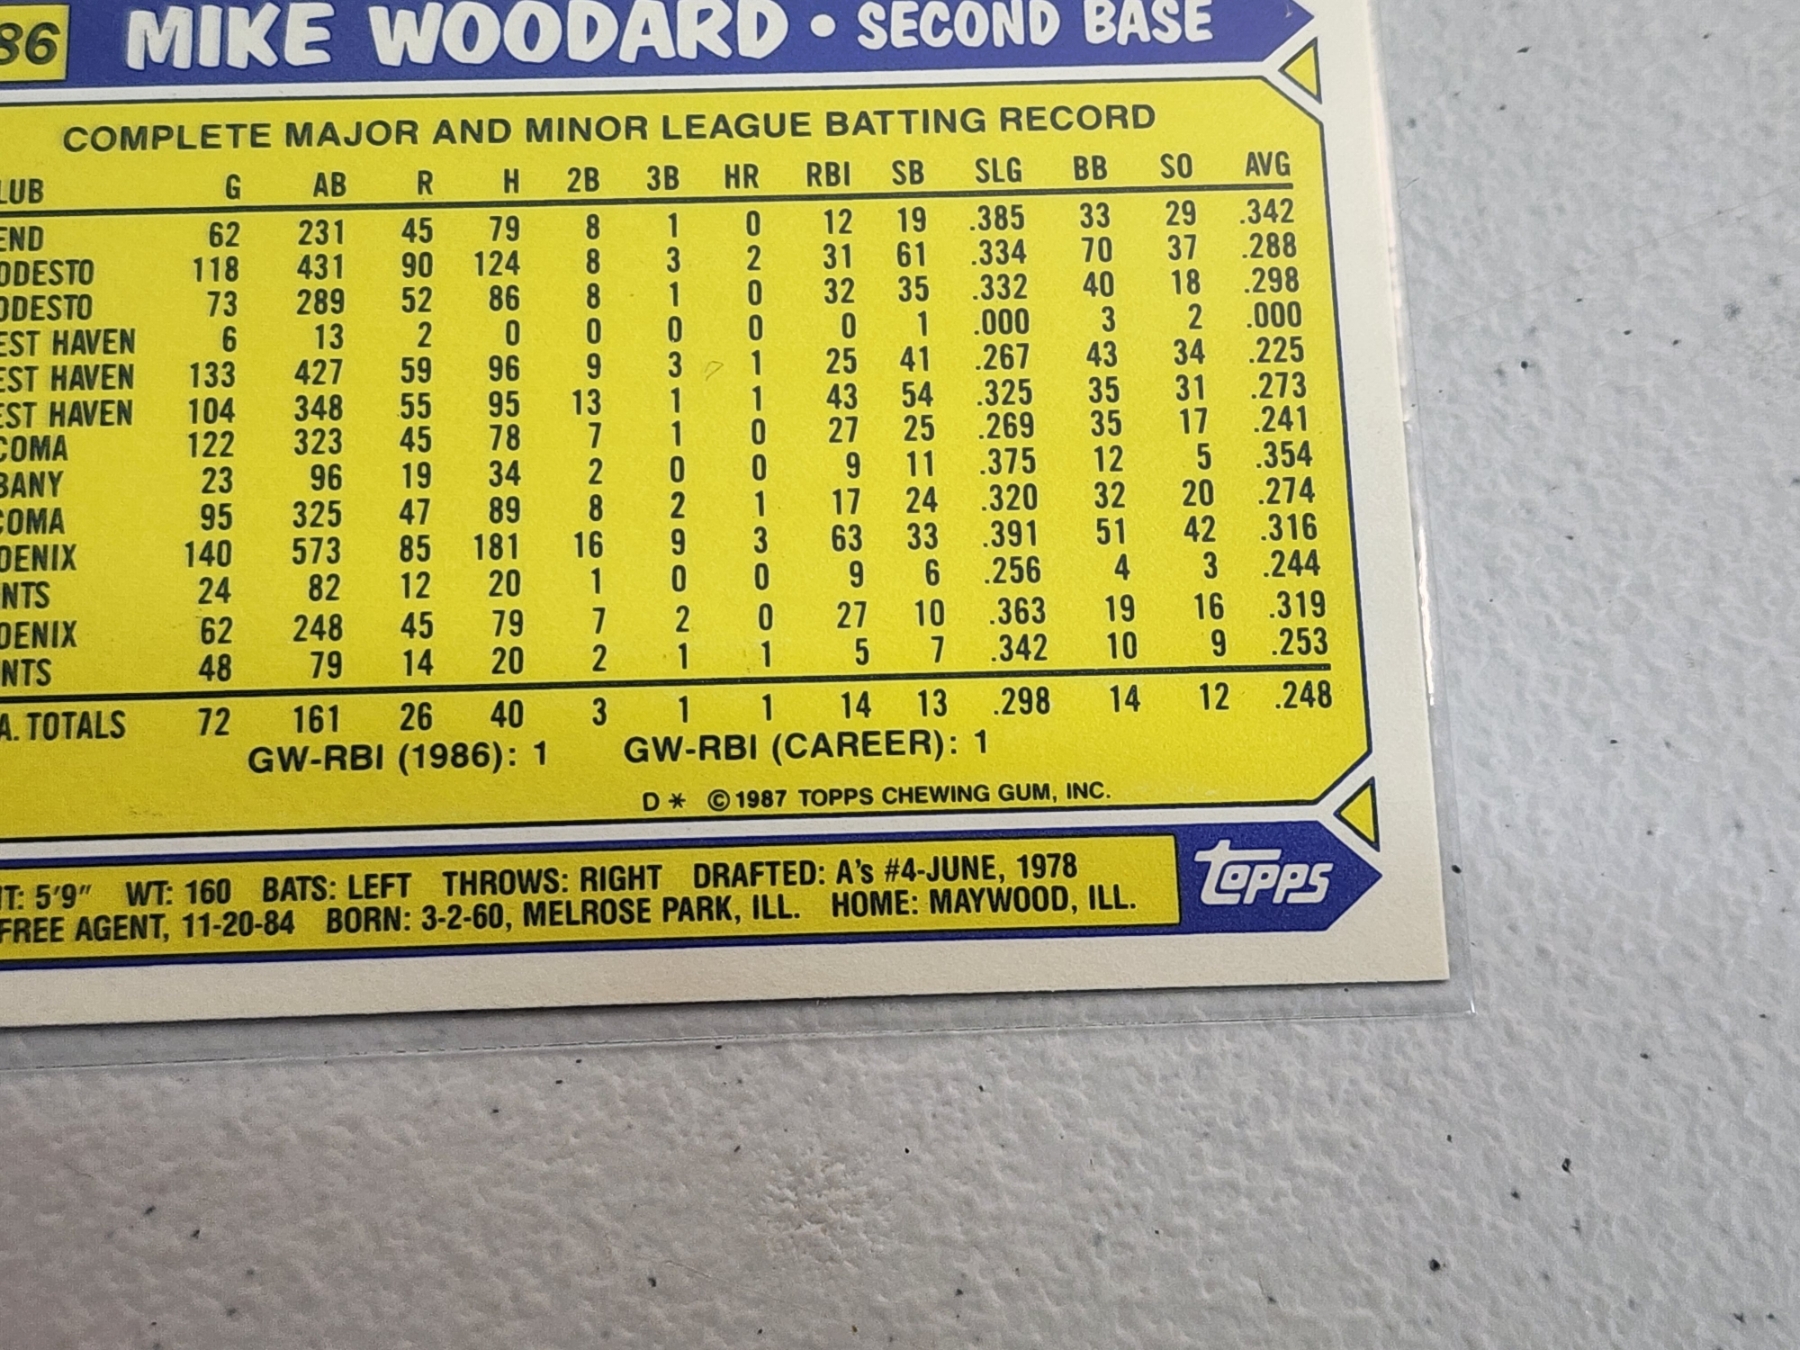 86 MIKE WOODARD • SECOND BASE
COMPLETE MAJOR AND MINOR LEAGUE BATTING RECORD
LUB G AB R H 2B 3B HR RBI SB SLG BB SO AVG
END 62 231 45 79 8 1 0 12 19 .385 33 29 .342
ODESTO 118 431 90 124 8 3 2 31 61 .334 70 37 .288
ODESTO 73 289 52 86 8 1 0 32 35 .332 40 18 .298
EST HAVEN 6 13 2 0 0 0 0 0 1 .000 3 2 .000
EST HAVEN 133 427 59 96 9 3 1 25 41 .267 43 34 .225
EST HAVEN 104 348 55 95 13 1 1 43 54 .325 35 31 .273
COMA 122 323 45 78 7 1 0 27 25 .269 35 17 .241
BANY 23 96 19 34 2 0 0 9 11 .375 12 5 .354
COMA 95 325 47 89 8 2 1 17 24 .320 32 20 .274
OENIX 140 573 85 181 16 9 3 63 33 .391 51 42 .316
NTS 24 82 12 20 1 0 0 9 6 .256 4 3 .244
OENIX 62 248 45 79 7 2 0 27 10 .363 19 16 .319
NTS 48 79 14 20 2 1 1 5 7 .342 10 9 .253
A. TOTALS 72 161 26 40 3 1 1 14 13 .298 14 12 .248
GW-RBI (1986): 1 GW-RBI (CAREER): 1
D* © 1987 TOPPS CHEWING GUM, INC.
T: 5'9" WT: 160 BATS: LEFT THROWS: RIGHT DRAFTED: A's #4-JUNE, 1978
FREE AGENT, 11-20-84 BORN: 3-2-60, MELROSE PARK, ILL. HOME: MAYWOOD, ILL.
topps